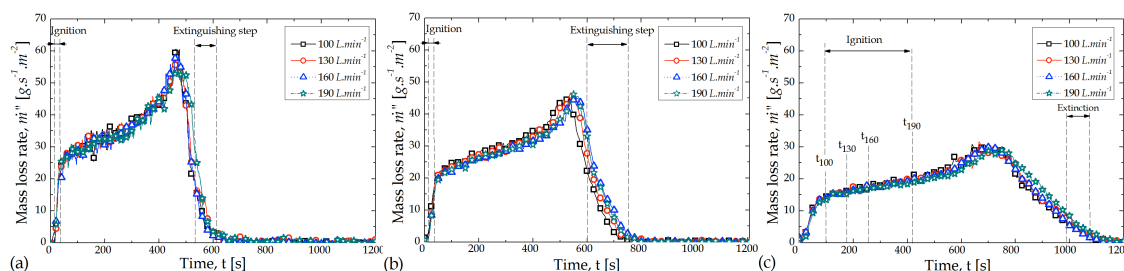 Mass loss rate, ṁ'' [g.s⁻¹.m⁻²]
70
60
50
40
30
20
10
0
Ignition
Extinguishing step
100 L.min⁻¹
130 L.min⁻¹
160 L.min⁻¹
190 L.min⁻¹
0 200 400 600 800 1000 1200
Time, t [s]
(a)
Mass loss rate, ṁ'' [g.s⁻¹.m⁻²]
70
60
50
40
30
20
10
0
Ignition
Extinguishing step
100 L.min⁻¹
130 L.min⁻¹
160 L.min⁻¹
190 L.min⁻¹
0 200 400 600 800 1000 1200
Time, t [s]
(b)
Mass loss rate, ṁ'' [g.s⁻¹.m⁻²]
70
60
50
40
30
20
10
0
Ignition
t₁₀₀
t₁₃₀
t₁₆₀
t₁₉₀
100 L.min⁻¹
130 L.min⁻¹
160 L.min⁻¹
190 L.min⁻¹
Extinction
0 200 400 600 800 1000 1200
Time, t [s]
(c)